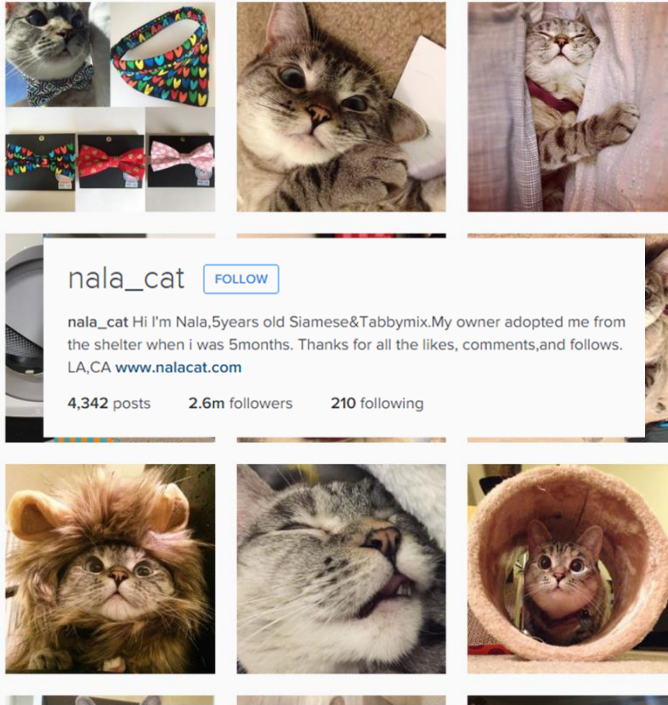 nala_cat FOLLOW
nala_cat Hi I'm Nala,5years old Siamese&Tabbymix.My owner adopted me from
the shelter when i was 5months. Thanks for all the likes, comments,and follows.
LA,CA www.nalacat.com
4,342 posts 2.6m followers 210 following